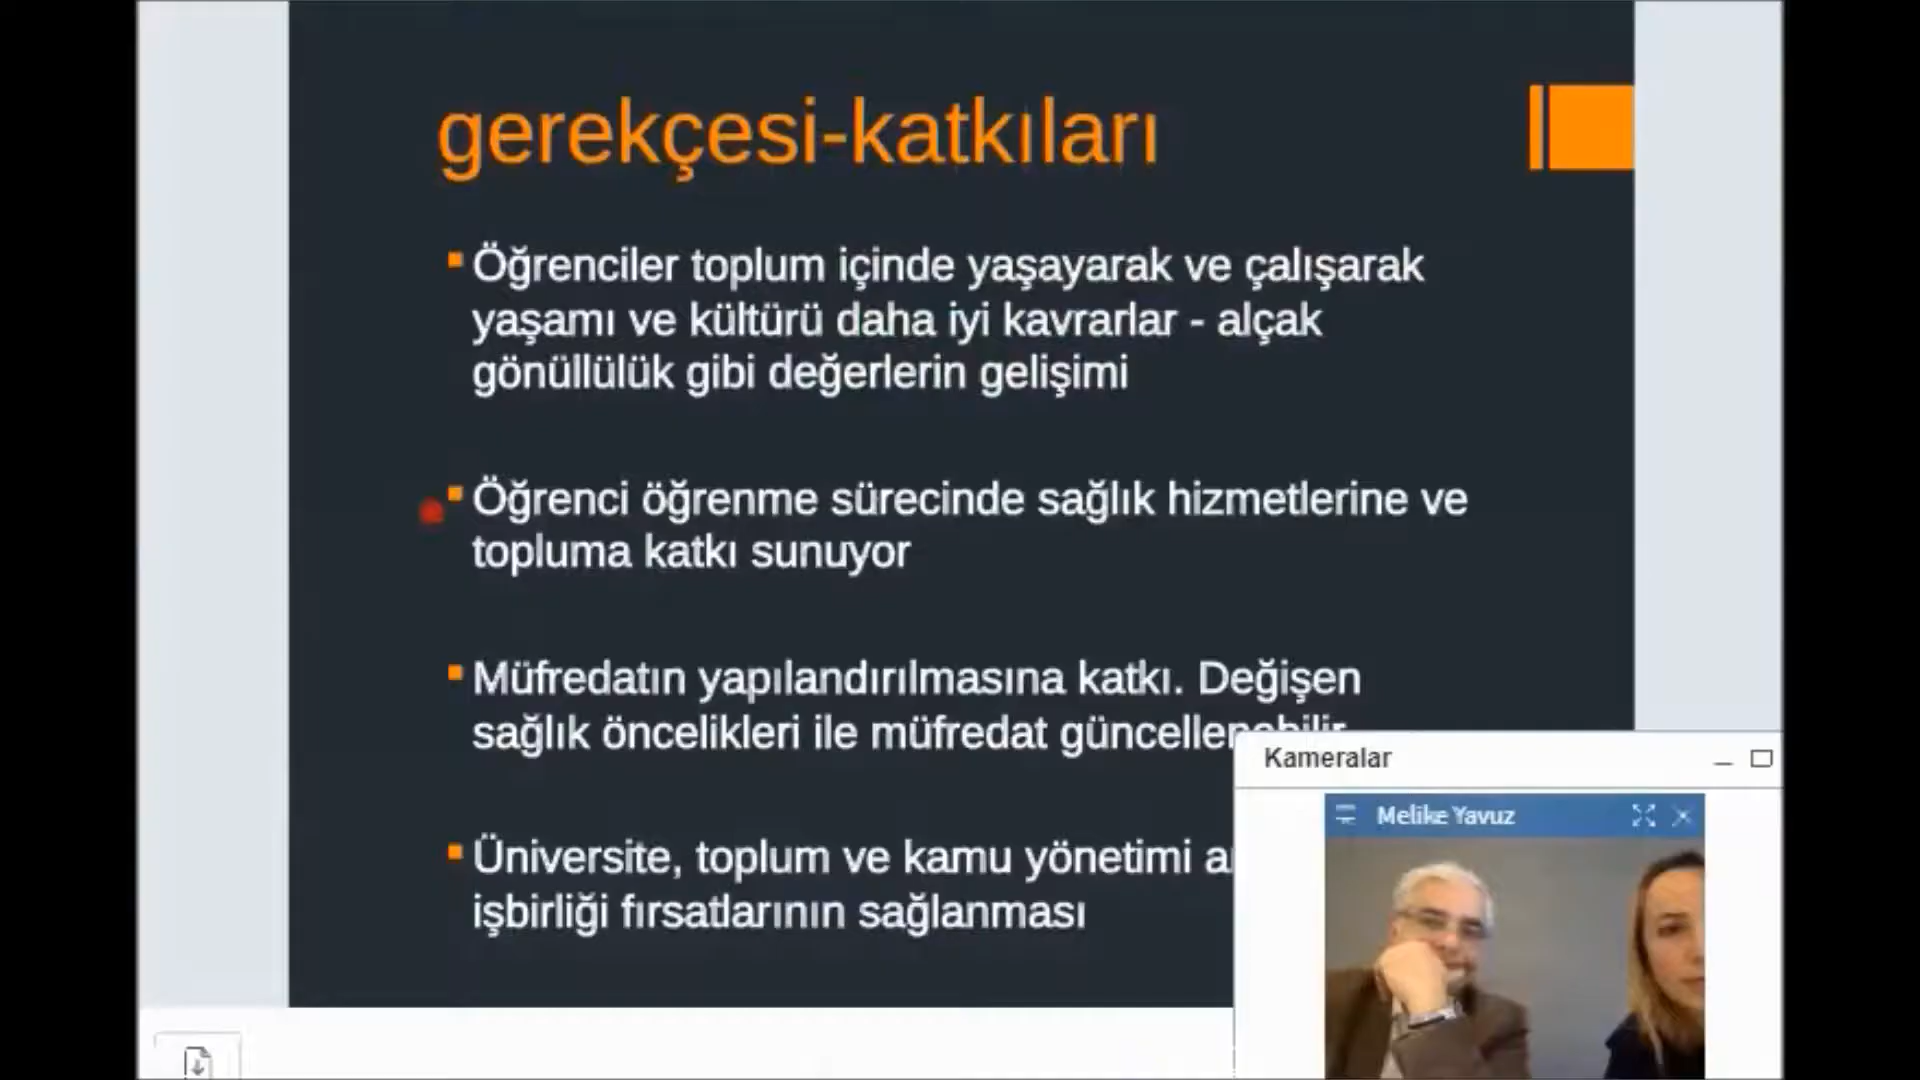 gerekçesi-katkıları
Öğrenciler toplum içinde yaşayarak ve çalışarak
yaşamı ve kültürü daha iyi kavrarlar - alçak
gönüllülük gibi değerlerin gelişimi
Öğrenci öğrenme sürecinde sağlık hizmetlerine ve
topluma katkı sunuyor
Müfredatın yapılandırılmasına katkı. Değişen
sağlık öncelikleri ile müfredat güncellenebilir
Üniversite, toplum ve kamu yönetimi
işbirliği fırsatlarının sağlanması
Kameralar
Melike Yavuz